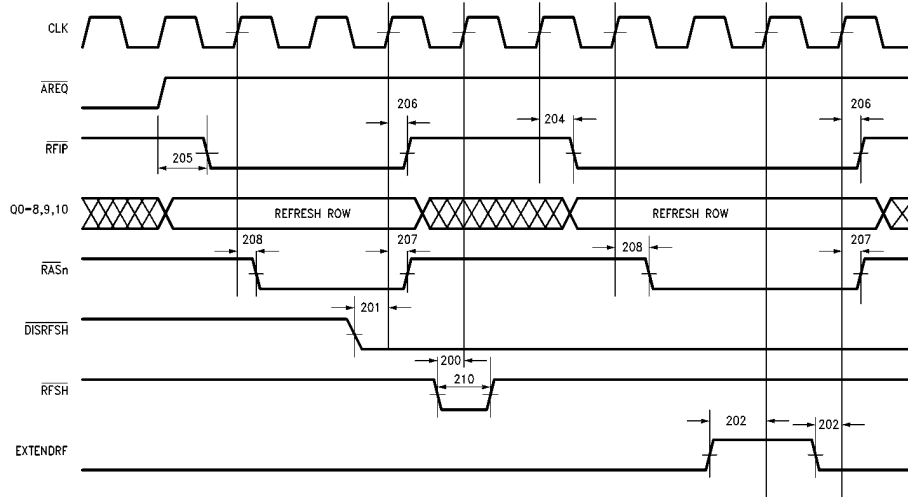 CLK
AREQ
206 204 206
RFIP
205
Q0-8,9,10 REFRESH ROW REFRESH ROW
208 207 208 207
RASn
201
DISRFSH
200
210
RFSH
202 202
EXTENDRF